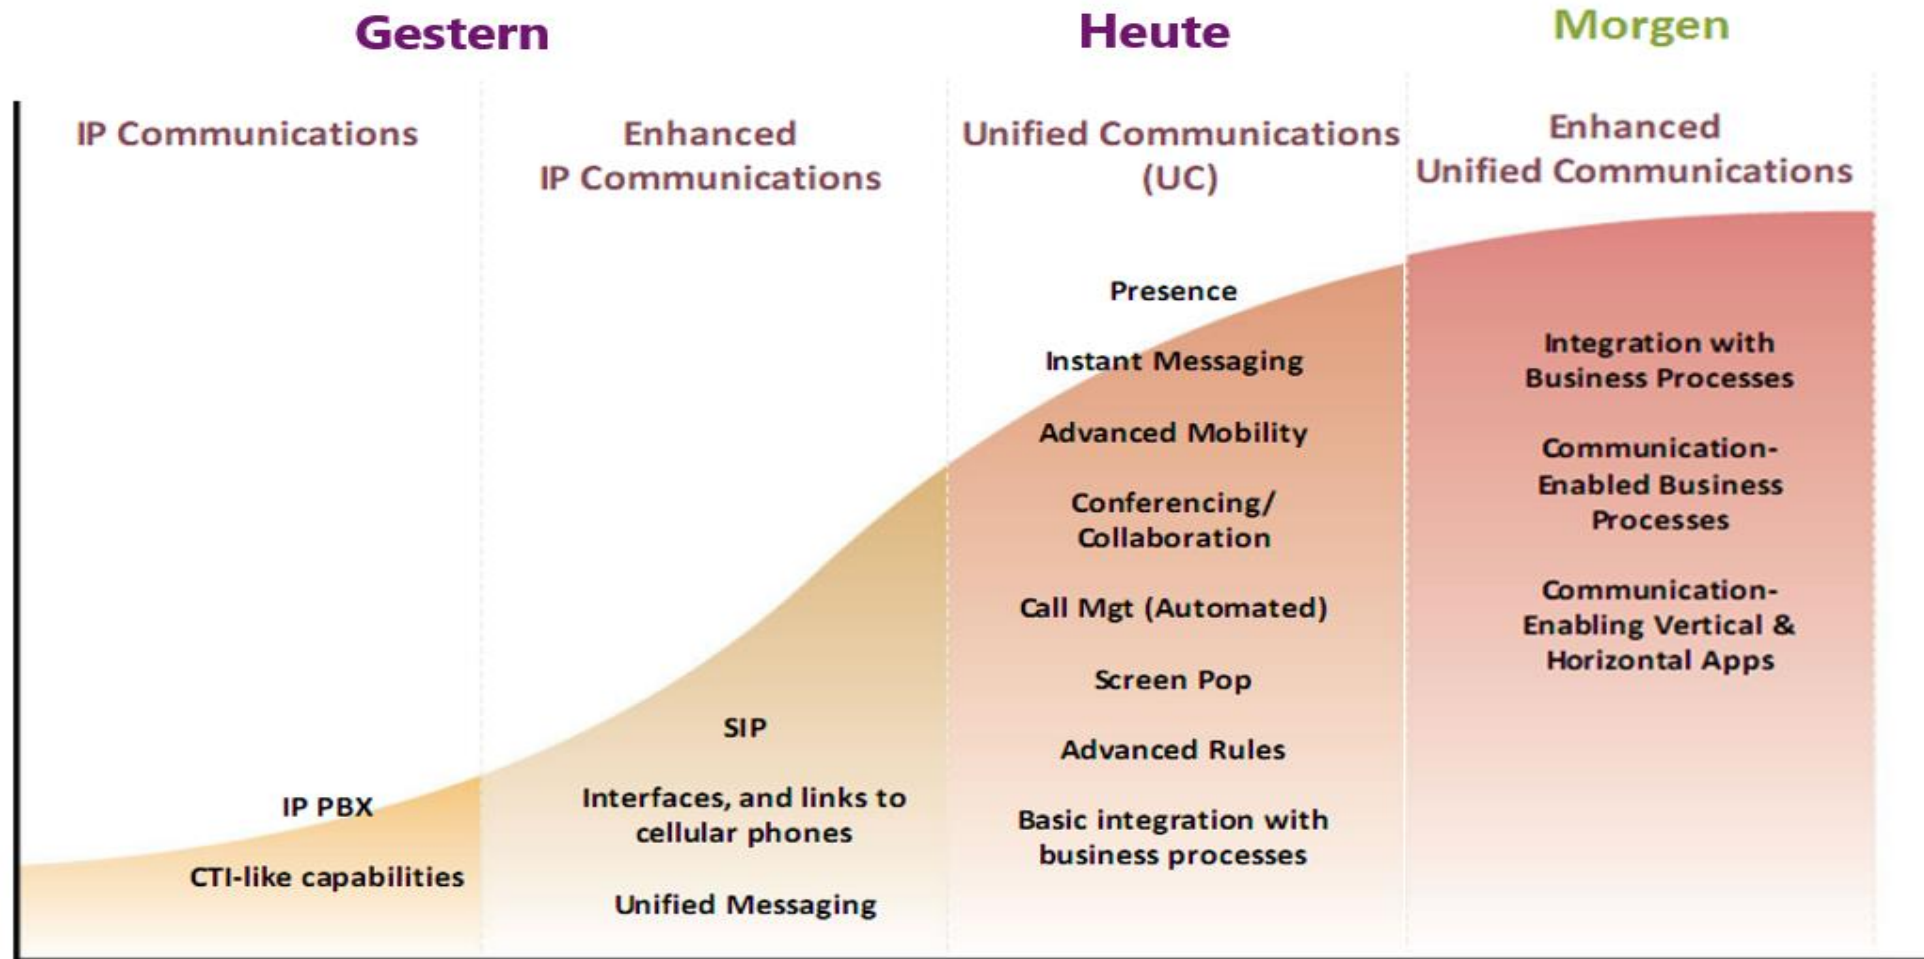 Gestern
Heute
Morgen
IP Communications
Enhanced
IP Communications
Unified Communications
(UC)
Enhanced
Unified Communications
IP PBX
CTI-like capabilities
SIP
Interfaces, and links to
cellular phones
Unified Messaging
Presence
Instant Messaging
Advanced Mobility
Conferencing/
Collaboration
Call Mgt (Automated)
Screen Pop
Advanced Rules
Basic integration with
business processes
Integration with
Business Processes
Communication-
Enabled Business
Processes
Communication-
Enabling Vertical &
Horizontal Apps